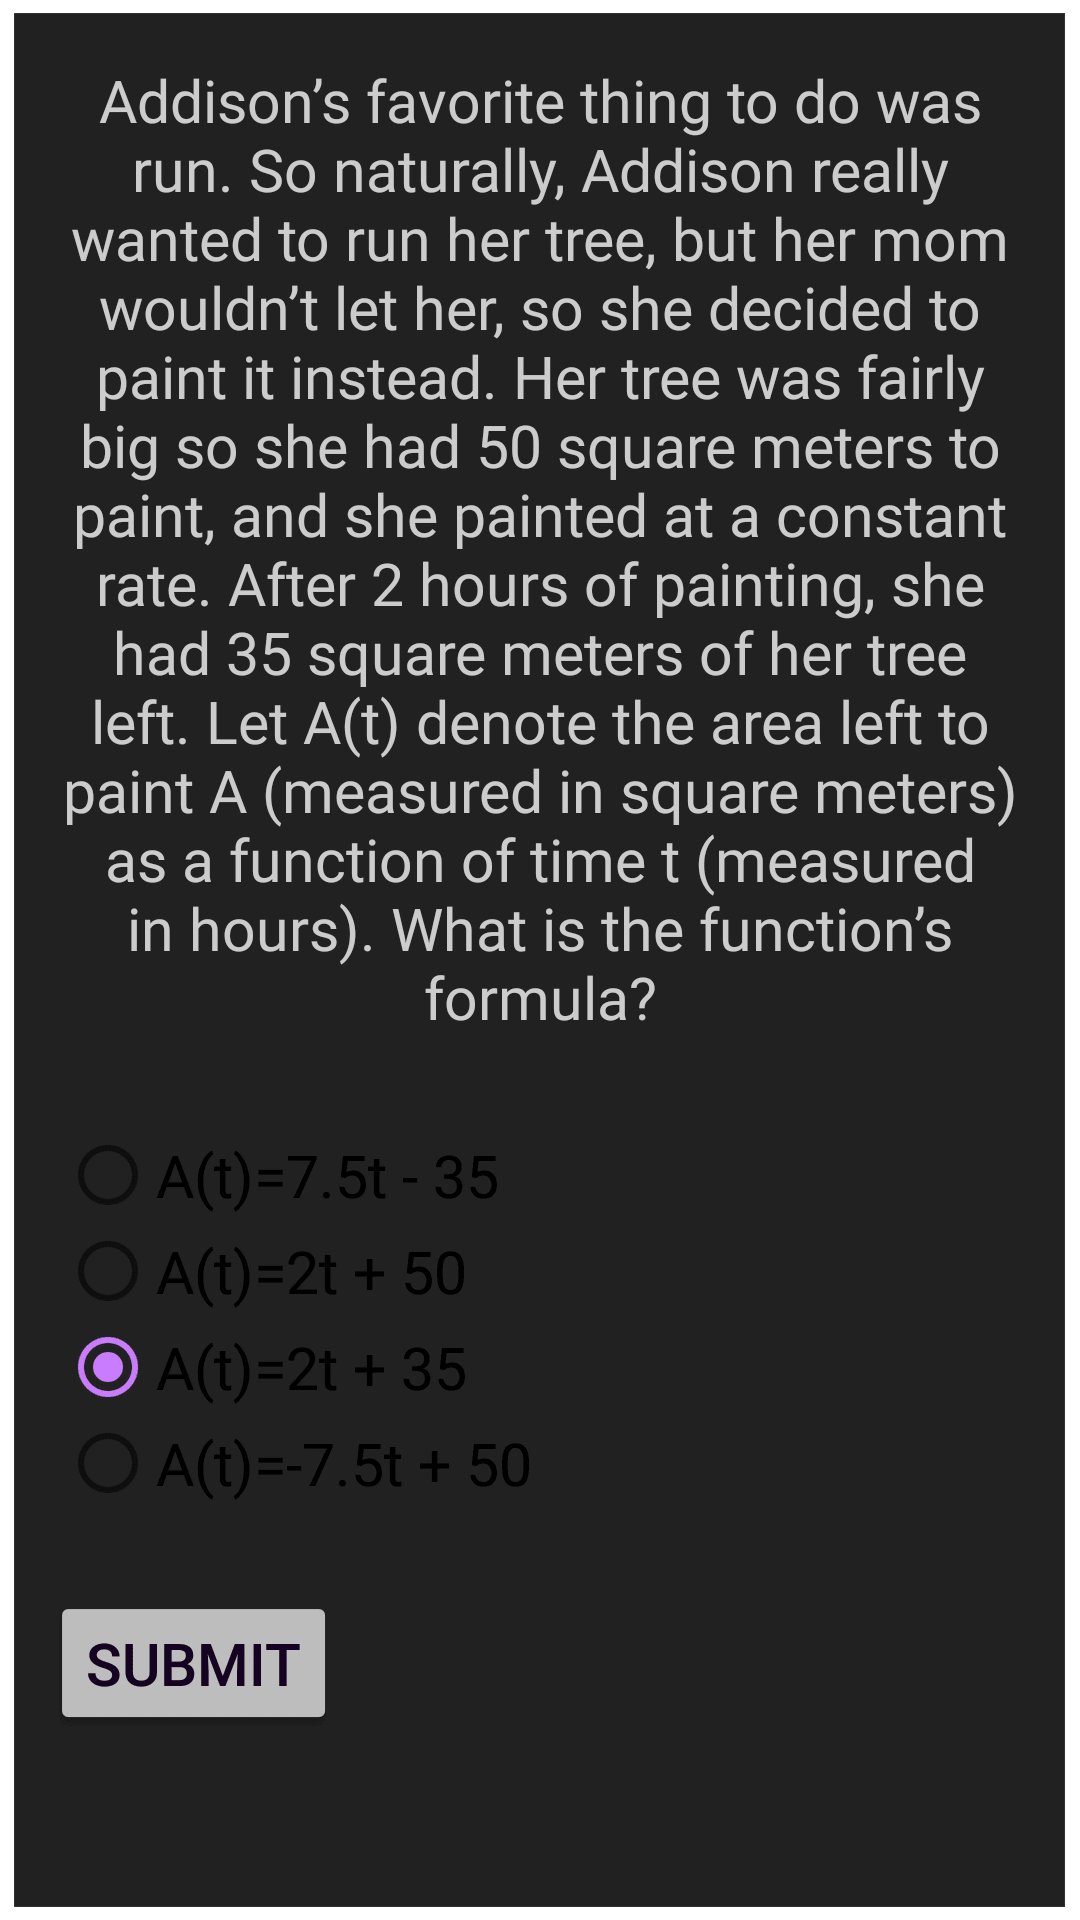 Addison’s favorite thing to do was
run. So naturally, Addison really
wanted to run her tree, but her mom
wouldn’t let her, so she decided to
paint it instead. Her tree was fairly
big so she had 50 square meters to
paint, and she painted at a constant
rate. After 2 hours of painting, she
had 35 square meters of her tree
left. Let A(t) denote the area left to
paint A (measured in square meters)
as a function of time t (measured
in hours). What is the function’s
formula?
A(t)=7.5t - 35
A(t)=2t + 50
A(t)=2t + 35
A(t)=-7.5t + 50
SUBMIT